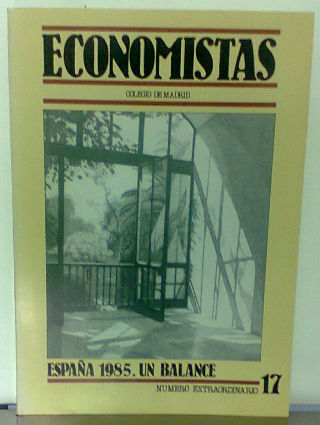 ECONOMISTAS
COLEGIO DE MADRID
ESPAÑA 1985. UN BALANCE
NUMERO EXTRAORDINARIO 17